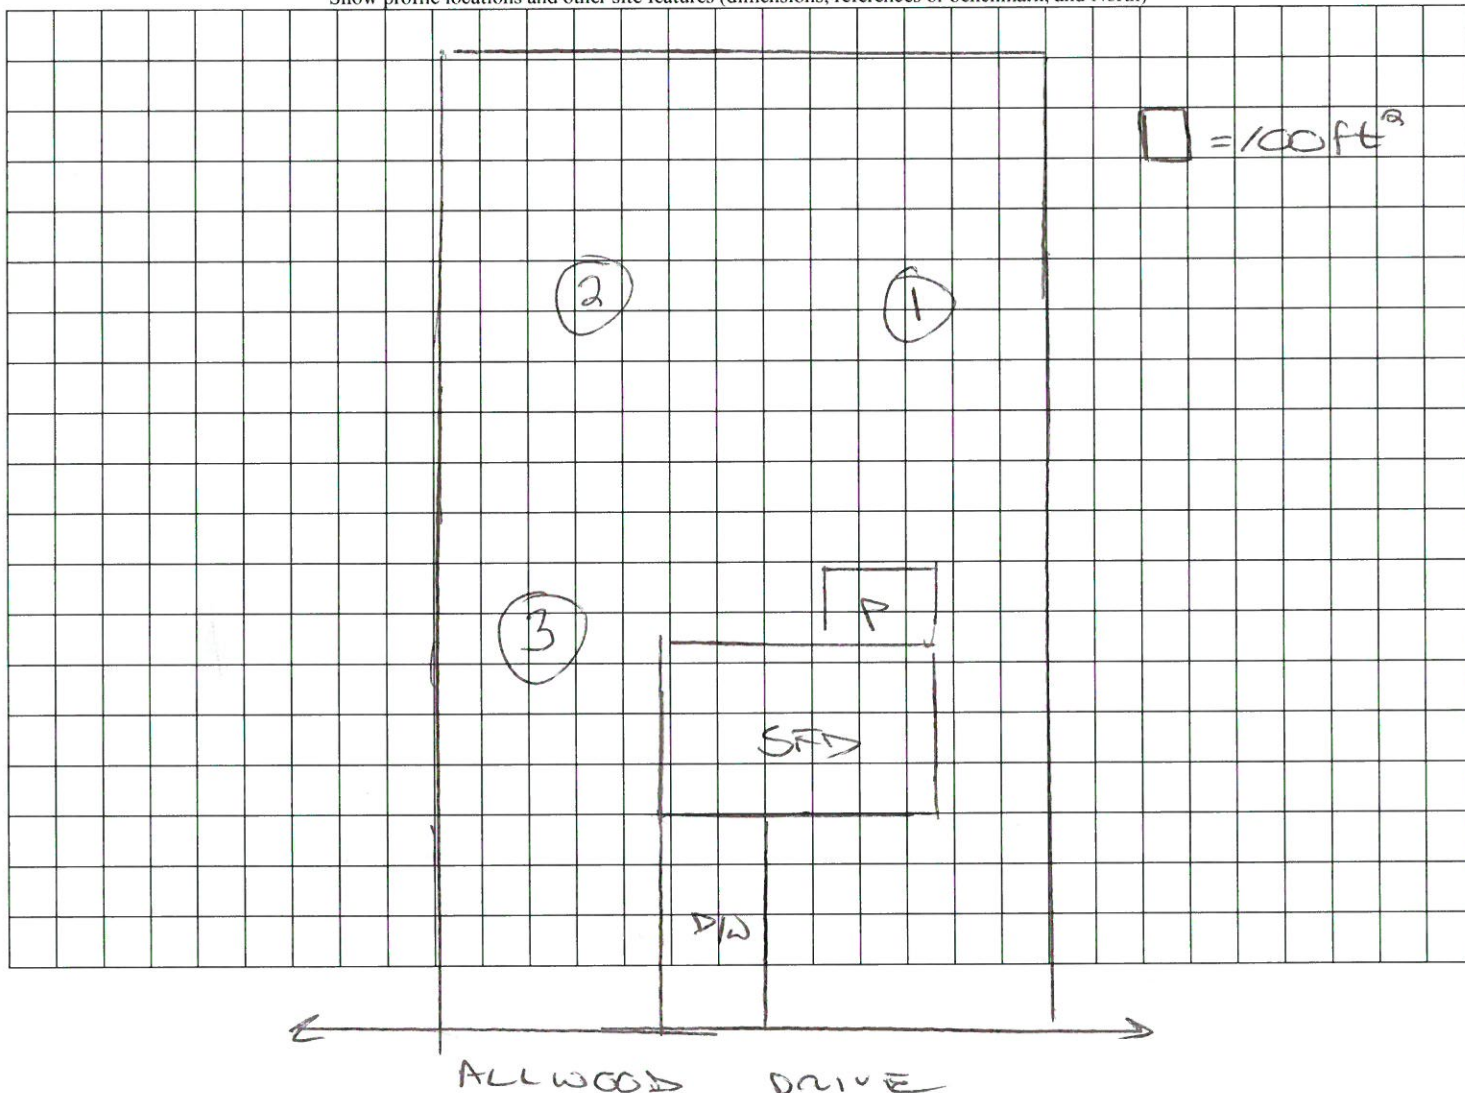 Show profile locations and other site features (dimensions, references or benchmark, and North)
= 100ft²
2
1
3
P
SFD
D/W
ALLWOOD DRIVE